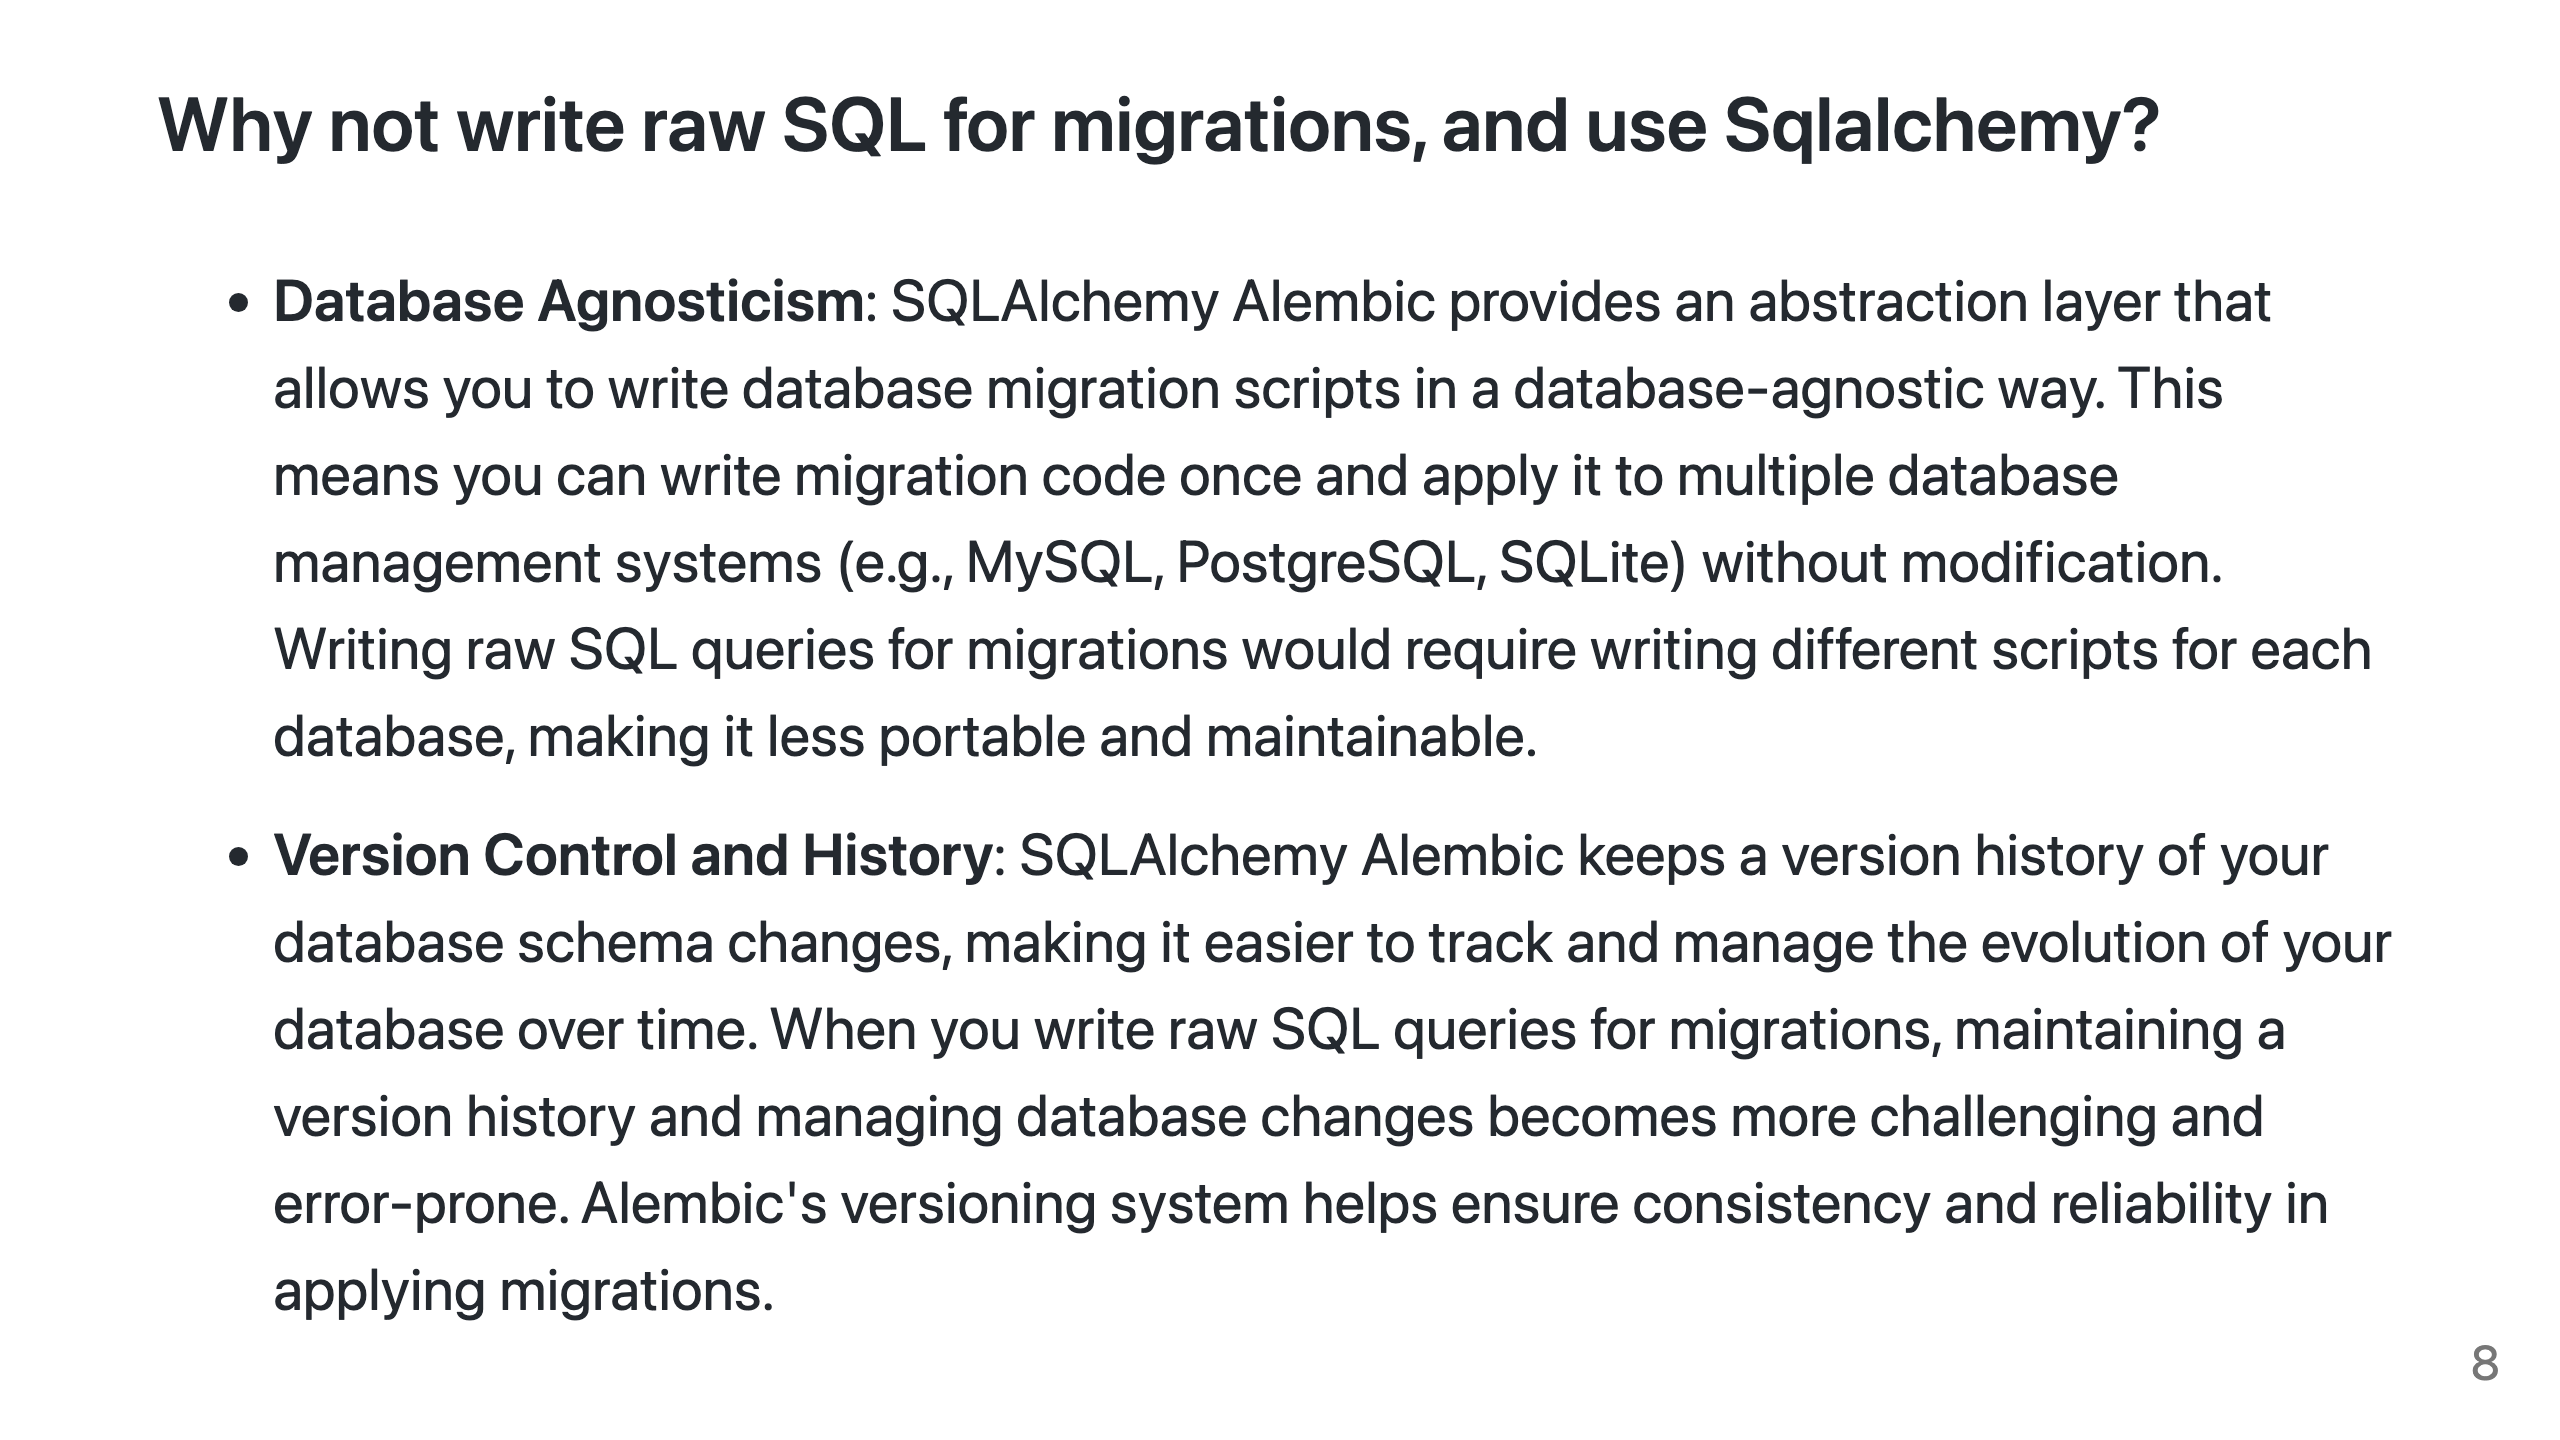 Why not write raw SQL for migrations, and use Sqlalchemy?
• Database Agnosticism: SQLAlchemy Alembic provides an abstraction layer that
allows you to write database migration scripts in a database-agnostic way. This
means you can write migration code once and apply it to multiple database
management systems (e.g., MySQL, PostgreSQL, SQLite) without modification.
Writing raw SQL queries for migrations would require writing different scripts for each
database, making it less portable and maintainable.
• Version Control and History: SQLAlchemy Alembic keeps a version history of your
database schema changes, making it easier to track and manage the evolution of your
database over time. When you write raw SQL queries for migrations, maintaining a
version history and managing database changes becomes more challenging and
error-prone. Alembic's versioning system helps ensure consistency and reliability in
applying migrations.
8